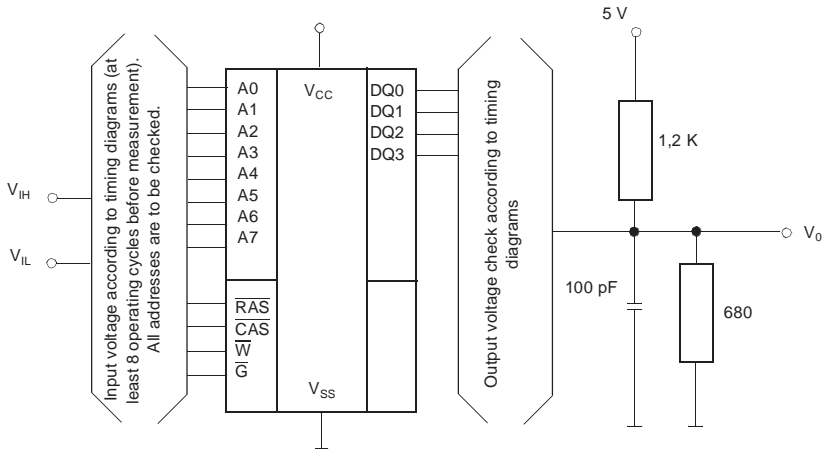 Input voltage according to timing diagrams (at
least 8 operating cycles before measurement).
All addresses are to be checked.
V_IH
V_IL
A0
A1
A2
A3
A4
A5
A6
A7
R̅A̅S̅
C̅A̅S̅
W̅
G̅
V_CC
V_SS
DQ0
DQ1
DQ2
DQ3
Output voltage check according to timing
diagrams
5 V
1,2 K
100 pF
680
V_0